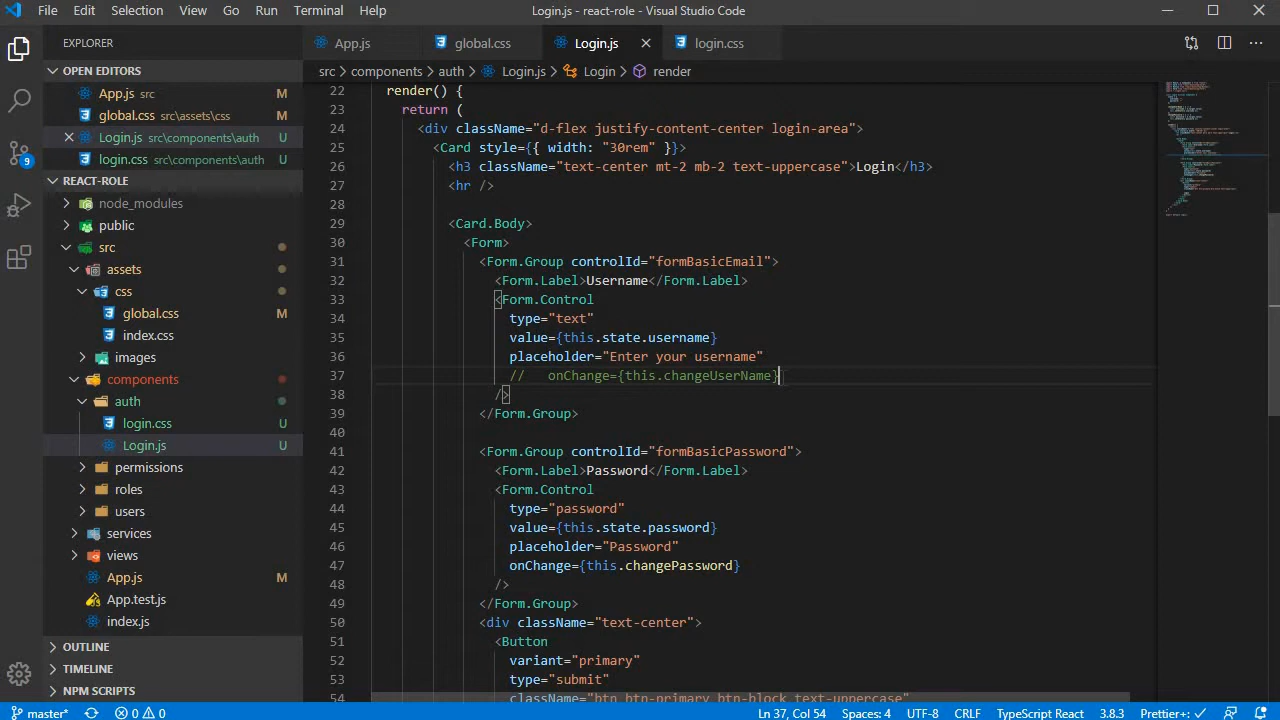 File Edit Selection View Go Run Terminal Help Login.js - react-role - Visual Studio Code
EXPLORER
OPEN EDITORS
App.js src M
global.css src\assets\css M
Login.js src\components\auth U
login.css src\components\auth U
REACT-ROLE
node_modules
public
src
assets
css
global.css M
index.css
images
components
auth
login.css U
Login.js U
permissions
roles
users
services
views
App.js M
App.test.js
index.js
OUTLINE
TIMELINE
NPM SCRIPTS
App.js global.css Login.js login.css
src components auth Login.js Login render
22 render() {
23 return (
24 <div className="d-flex justify-content-center login-area">
25 <Card style={{ width: "30rem" }}>
26 <h3 className="text-center mt-2 mb-2 text-uppercase">Login</h3>
27 <hr />
28
29 <Card.Body>
30 <Form>
31 <Form.Group controlId="formBasicEmail">
32 <Form.Label>Username</Form.Label>
33 <Form.Control
34 type="text"
35 value={this.state.username}
36 placeholder="Enter your username"
37 // onChange={this.changeUserName}
38 />
39 </Form.Group>
40
41 <Form.Group controlId="formBasicPassword">
42 <Form.Label>Password</Form.Label>
43 <Form.Control
44 type="password"
45 value={this.state.password}
46 placeholder="Password"
47 onChange={this.changePassword}
48 />
49 </Form.Group>
50 <div className="text-center">
51 <Button
52 variant="primary"
53 type="submit"
54 className="btn btn-primary btn-block text-uppercase"
9
master* 0 0 Ln 37, Col 54 Spaces: 4 UTF-8 CRLF TypeScript React 3.8.3 Prettier+: ✓